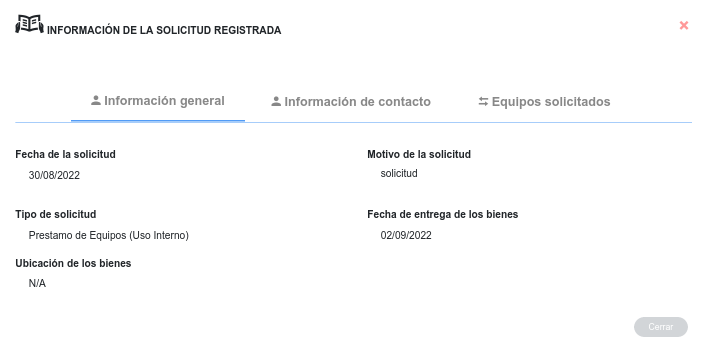 INFORMACIÓN DE LA SOLICITUD REGISTRADA
Información general
Información de contacto
Equipos solicitados
Fecha de la solicitud
30/08/2022
Motivo de la solicitud
solicitud
Tipo de solicitud
Prestamo de Equipos (Uso Interno)
Fecha de entrega de los bienes
02/09/2022
Ubicación de los bienes
N/A
Cerrar